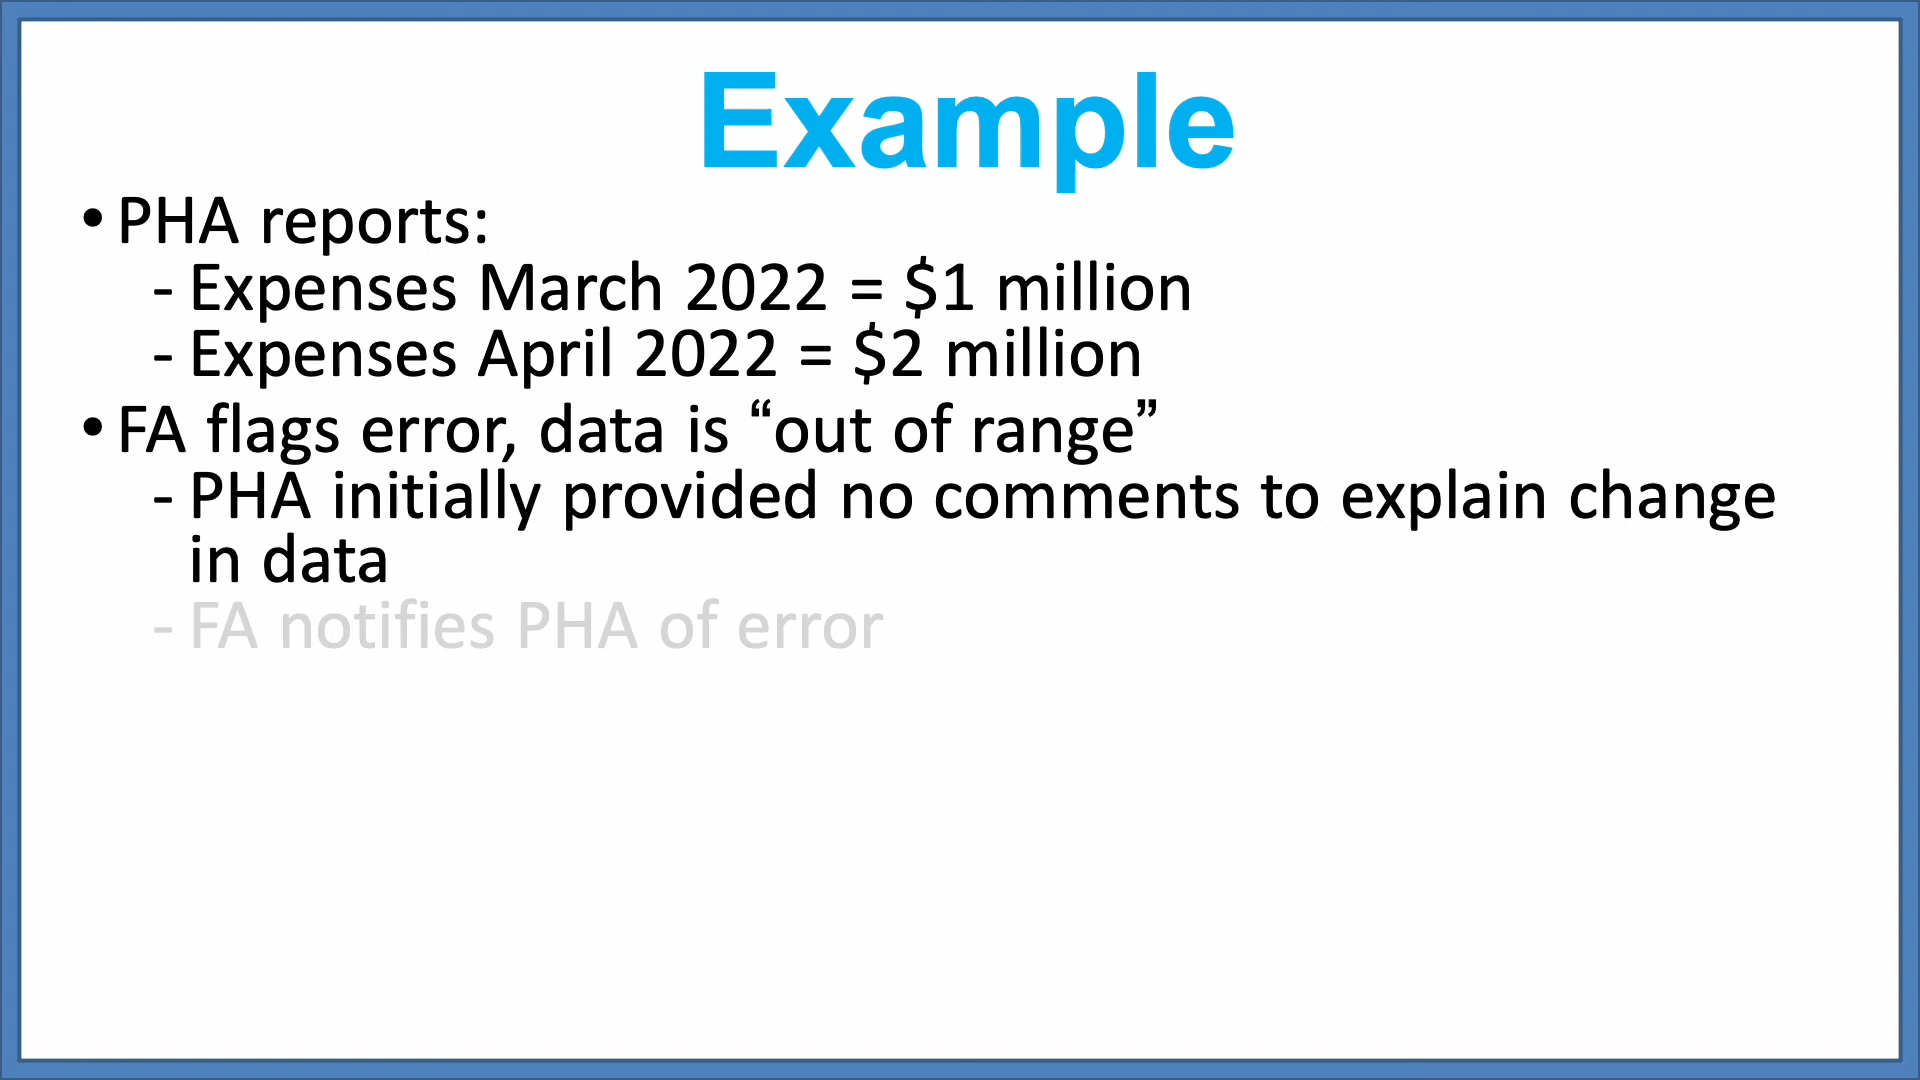 Example
• PHA reports:
- Expenses March 2022 = $1 million
- Expenses April 2022 = $2 million
• FA flags error, data is “out of range”
- PHA initially provided no comments to explain change
in data
- FA notifies PHA of error